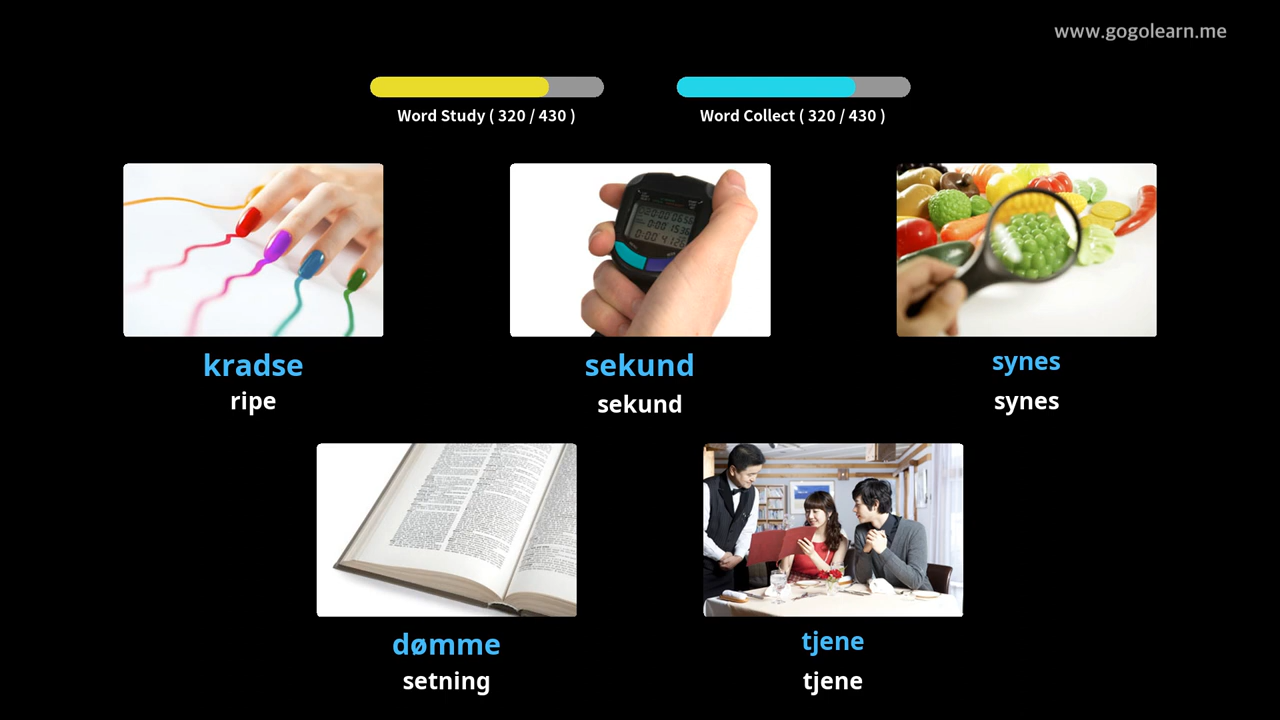 www.gogolearn.me
Word Study ( 320 / 430 )
Word Collect ( 320 / 430 )
kradse
ripe
sekund
sekund
synes
synes
dømme
setning
tjene
tjene